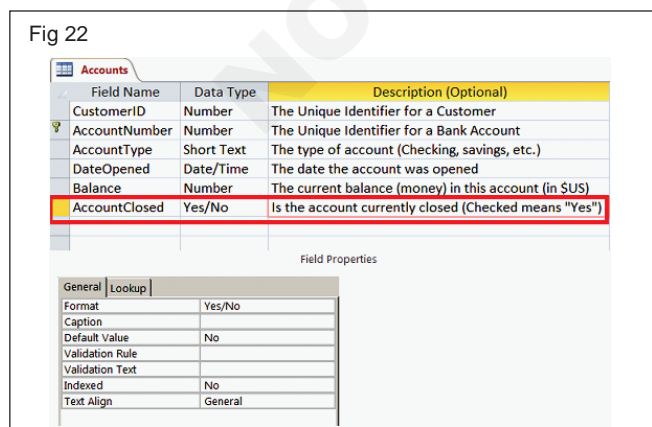 Fig 22
Accounts
Field Name Data Type Description (Optional)
CustomerID Number The Unique Identifier for a Customer
AccountNumber Number The Unique Identifier for a Bank Account
AccountType Short Text The type of account (Checking, savings, etc.)
DateOpened Date/Time The date the account was opened
Balance Number The current balance (money) in this account (in $US)
AccountClosed Yes/No Is the account currently closed (Checked means "Yes")
Field Properties
General Lookup
Format Yes/No
Caption
Default Value No
Validation Rule
Validation Text
Indexed No
Text Align General